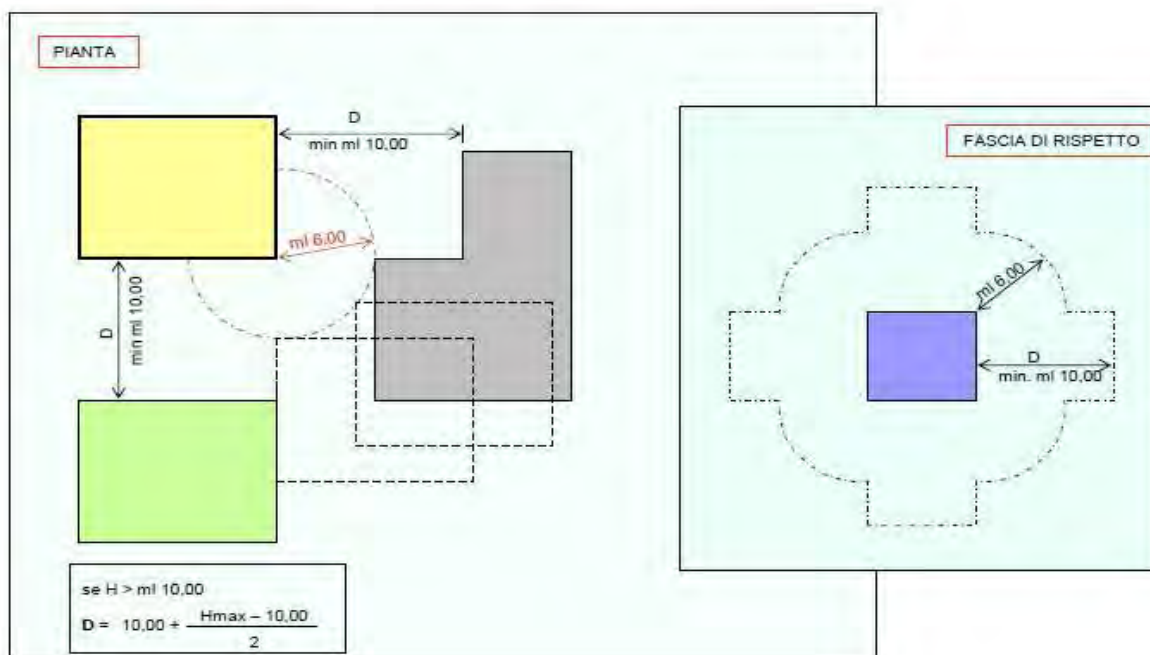 PIANTA
D
min ml 10,00
ml 6.00
D
min ml 10,00
se H > ml 10,00
D = 10,00 + Hmax – 10,00
2
FASCIA DI RISPETTO
ml 6,00
D
min. ml 10,00